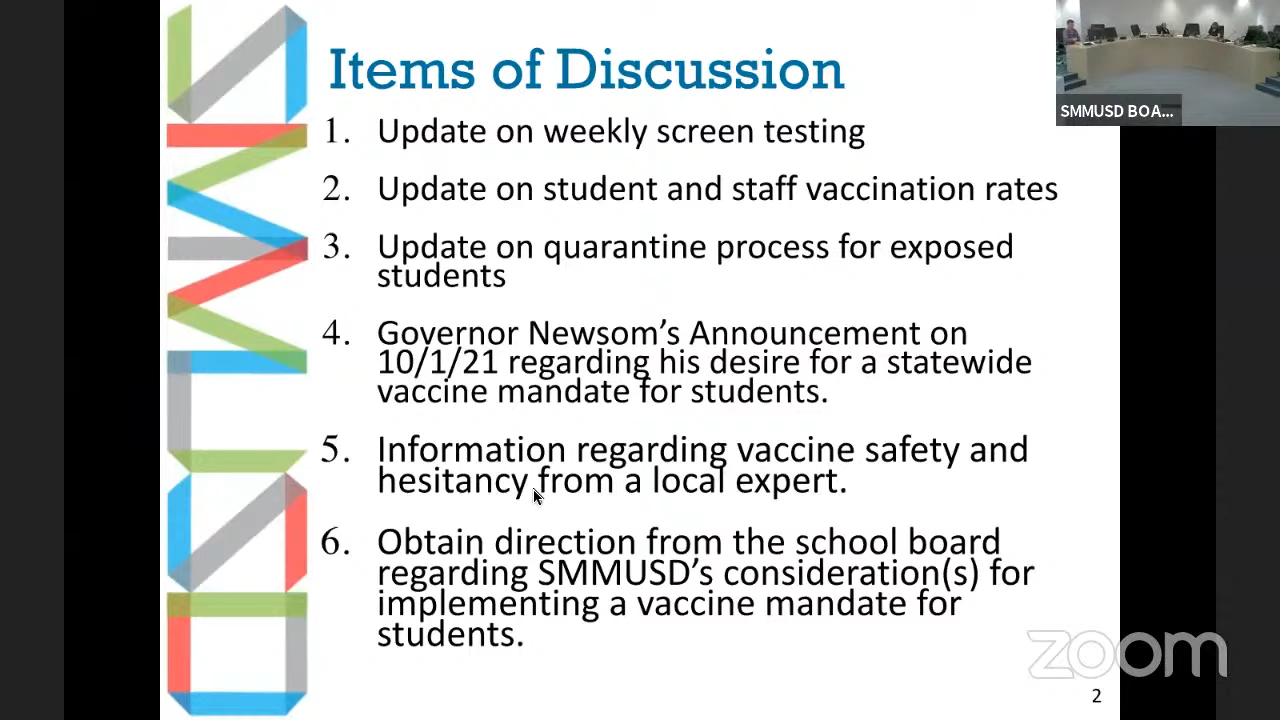 Items of Discussion
1. Update on weekly screen testing
2. Update on student and staff vaccination rates
3. Update on quarantine process for exposed
students
4. Governor Newsom's Announcement on
10/1/21 regarding his desire for a statewide
vaccine mandate for students.
5. Information regarding vaccine safety and
hesitancy from a local expert.
6. Obtain direction from the school board
regarding SMMUSD's consideration(s) for
implementing a vaccine mandate for
students.
2
SMMUSD BOA...
zoom
SMMUSD